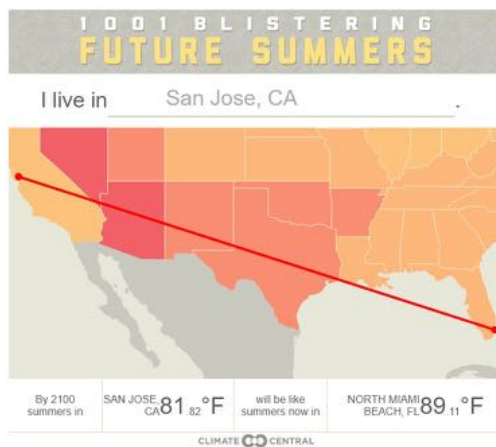 1001 BLISTERING
FUTURE SUMMERS
I live in San Jose, CA .
By 2100
summers in
SAN JOSE,
CA 81.82°F
will be like
summers now in
NORTH MIAMI
BEACH, FL 89.11°F
CLIMATE CENTRAL